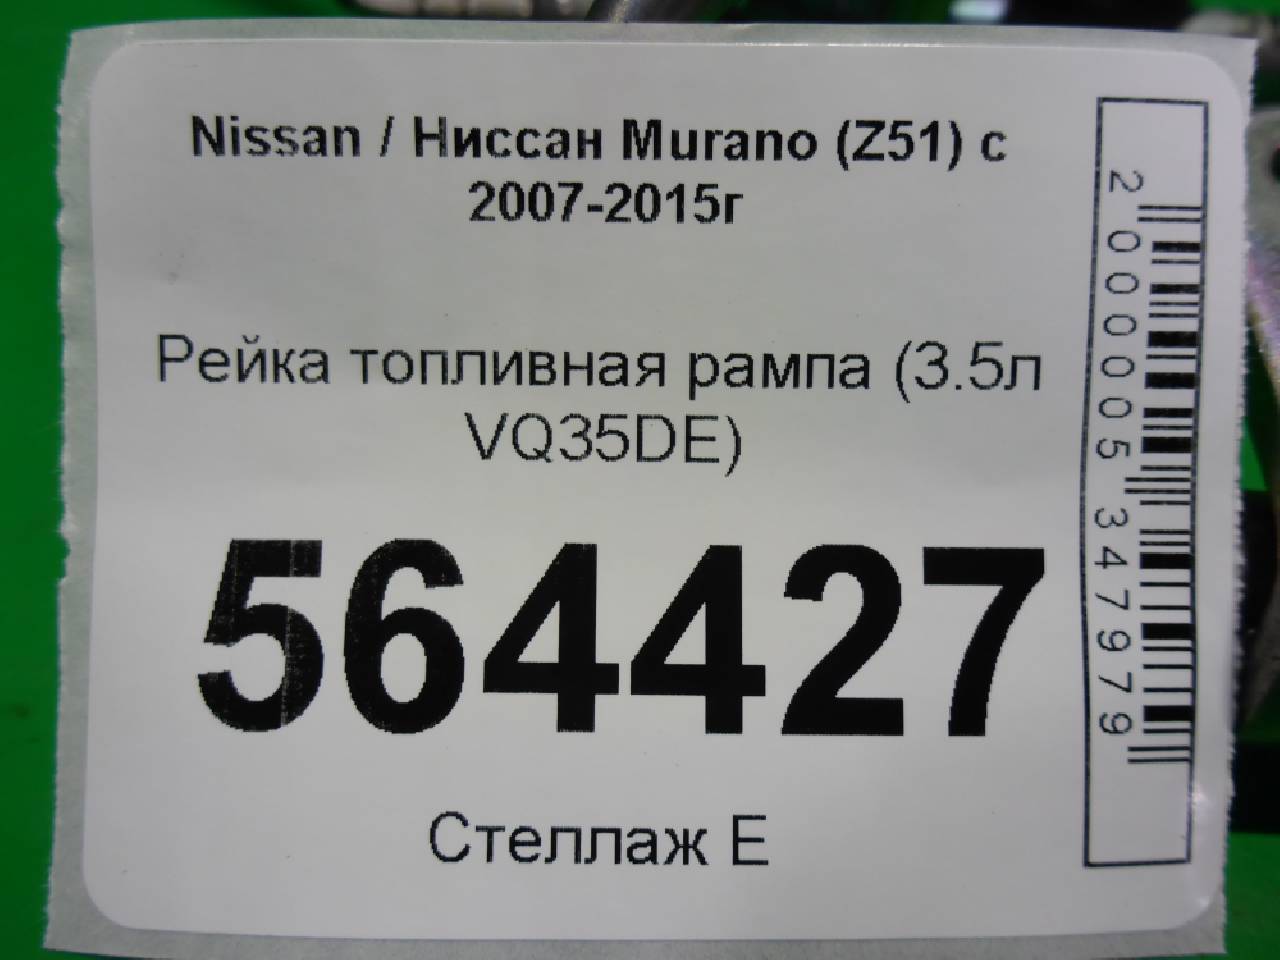 Nissan / Ниссан Murano (Z51) с
2007-2015г
Рейка топливная рампа (3.5л
VQ35DE)
564427
Стеллаж Е
2000005347979